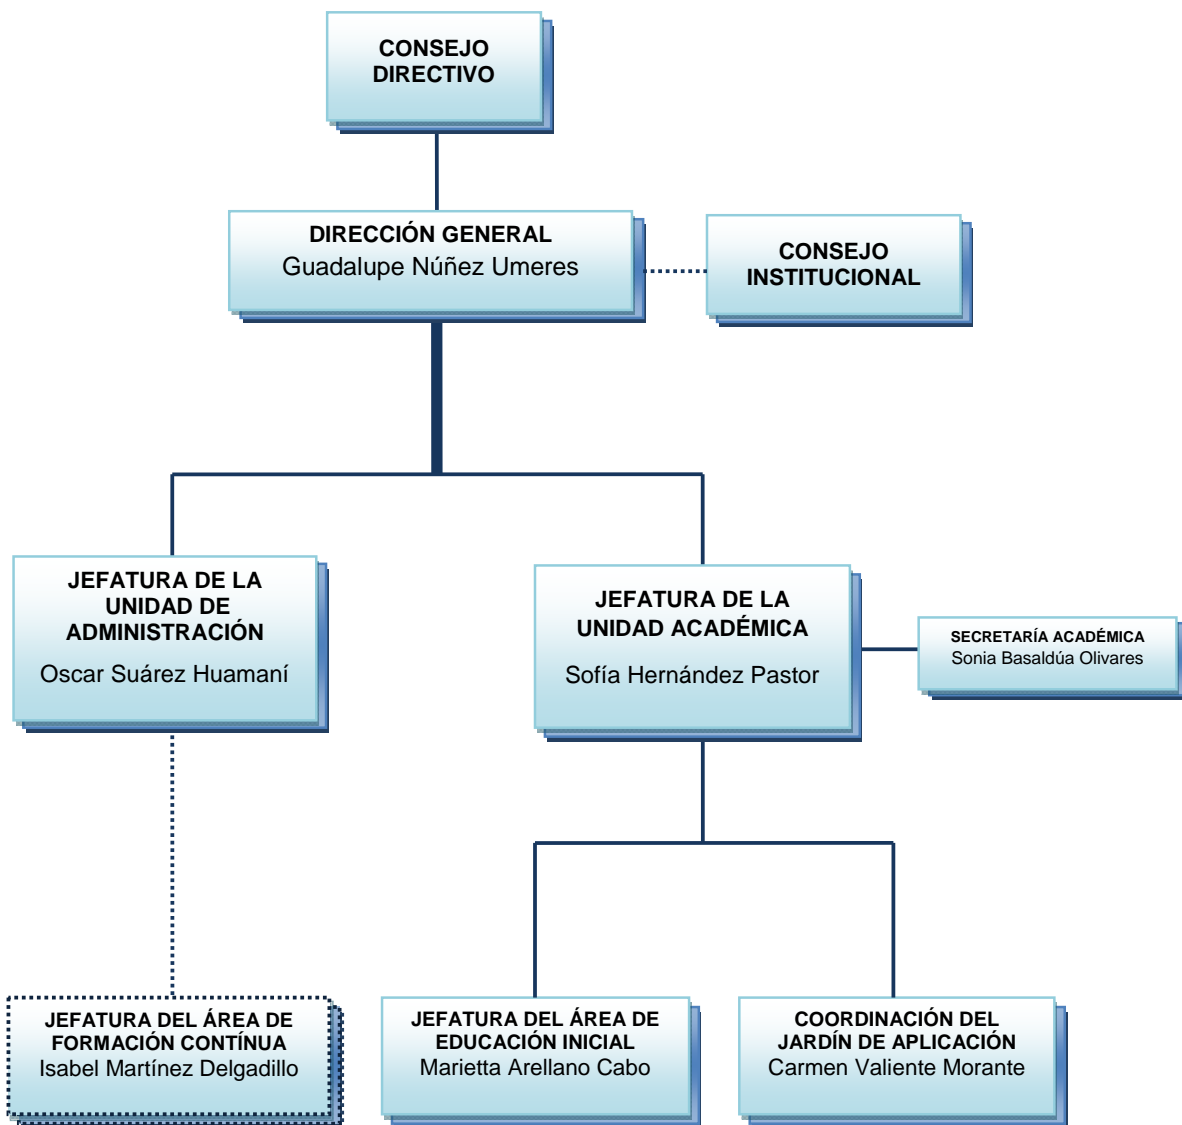 CONSEJO
DIRECTIVO
DIRECCIÓN GENERAL
Guadalupe Núñez Umeres
CONSEJO
INSTITUCIONAL
JEFATURA DE LA
UNIDAD DE
ADMINISTRACIÓN
Oscar Suárez Huamaní
JEFATURA DE LA
UNIDAD ACADÉMICA
Sofía Hernández Pastor
SECRETARÍA ACADÉMICA
Sonia Basaldúa Olivares
JEFATURA DEL ÁREA DE
FORMACIÓN CONTÍNUA
Isabel Martínez Delgadillo
JEFATURA DEL ÁREA DE
EDUCACIÓN INICIAL
Marietta Arellano Cabo
COORDINACIÓN DEL
JARDÍN DE APLICACIÓN
Carmen Valiente Morante